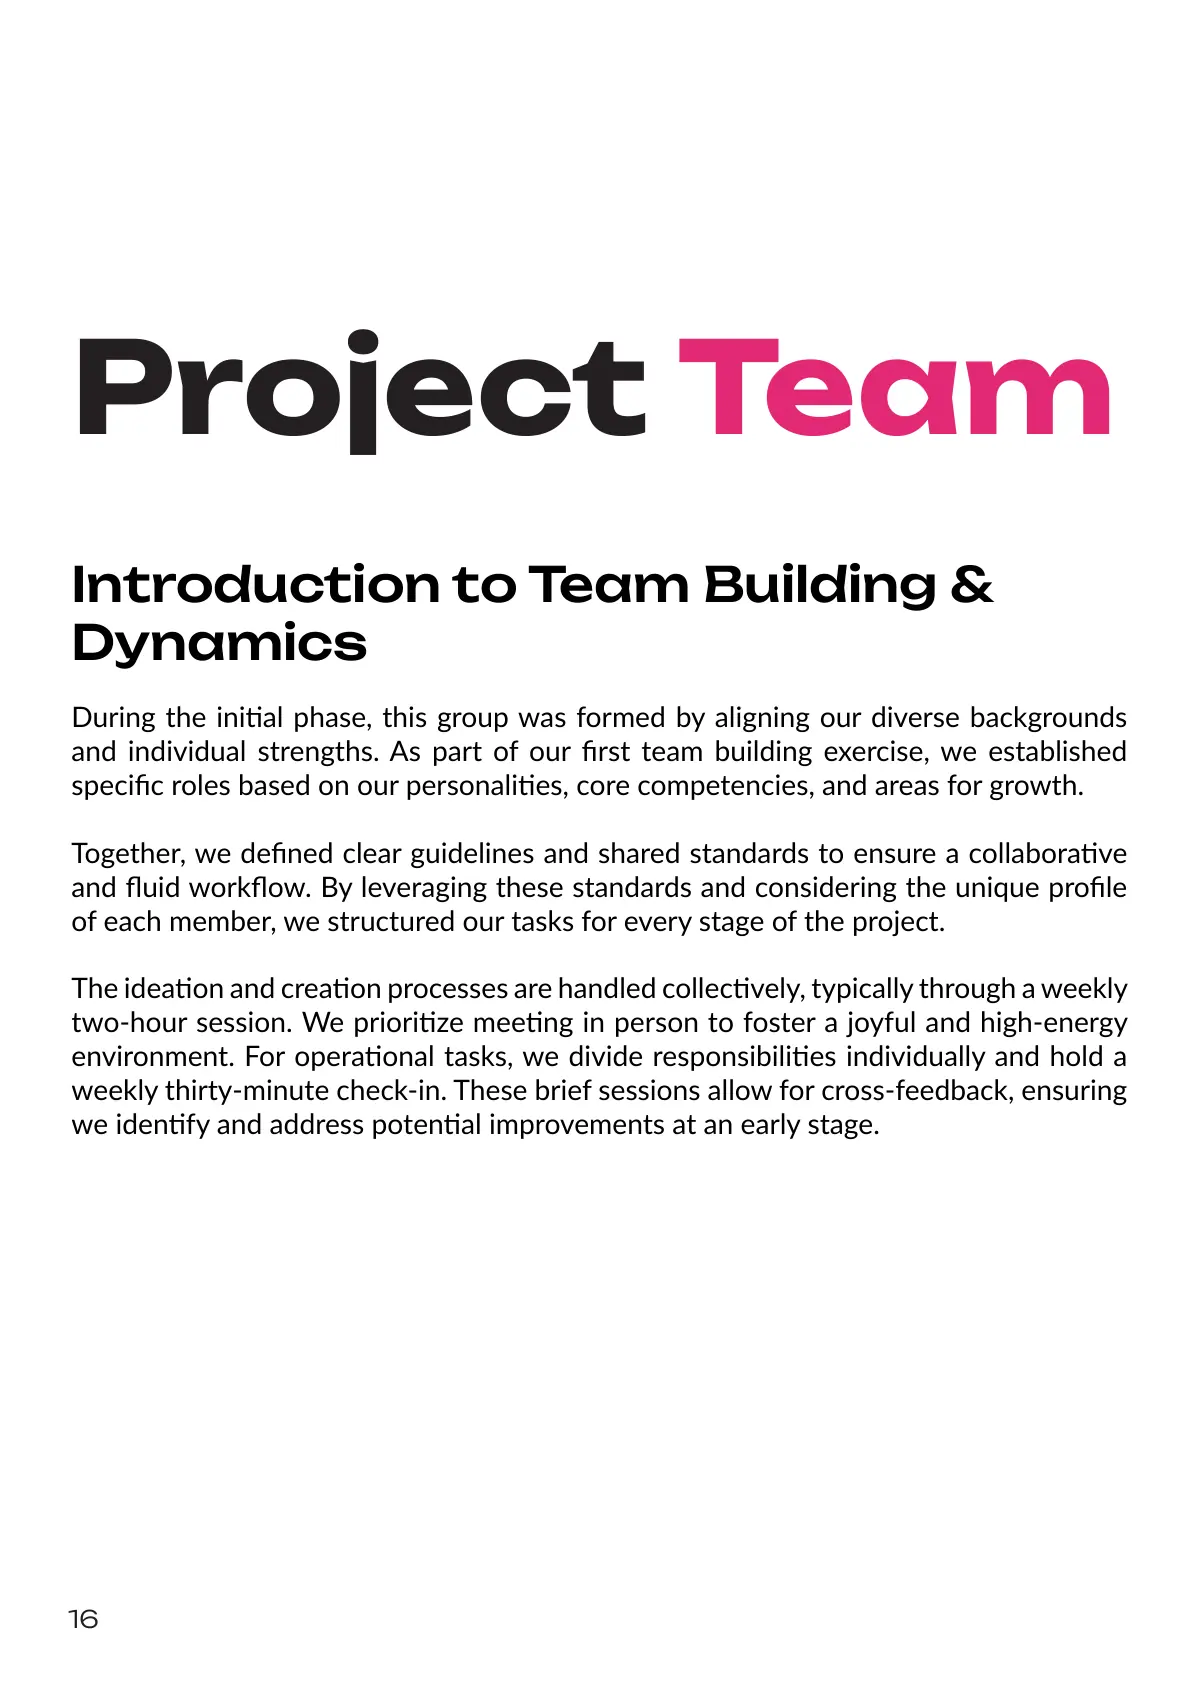 Project Team
Introduction to Team Building &
Dynamics
During the initial phase, this group was formed by aligning our diverse backgrounds
and individual strengths. As part of our first team building exercise, we established
specific roles based on our personalities, core competencies, and areas for growth.
Together, we defined clear guidelines and shared standards to ensure a collaborative
and fluid workflow. By leveraging these standards and considering the unique profile
of each member, we structured our tasks for every stage of the project.
The ideation and creation processes are handled collectively, typically through a weekly
two-hour session. We prioritize meeting in person to foster a joyful and high-energy
environment. For operational tasks, we divide responsibilities individually and hold a
weekly thirty-minute check-in. These brief sessions allow for cross-feedback, ensuring
we identify and address potential improvements at an early stage.
16